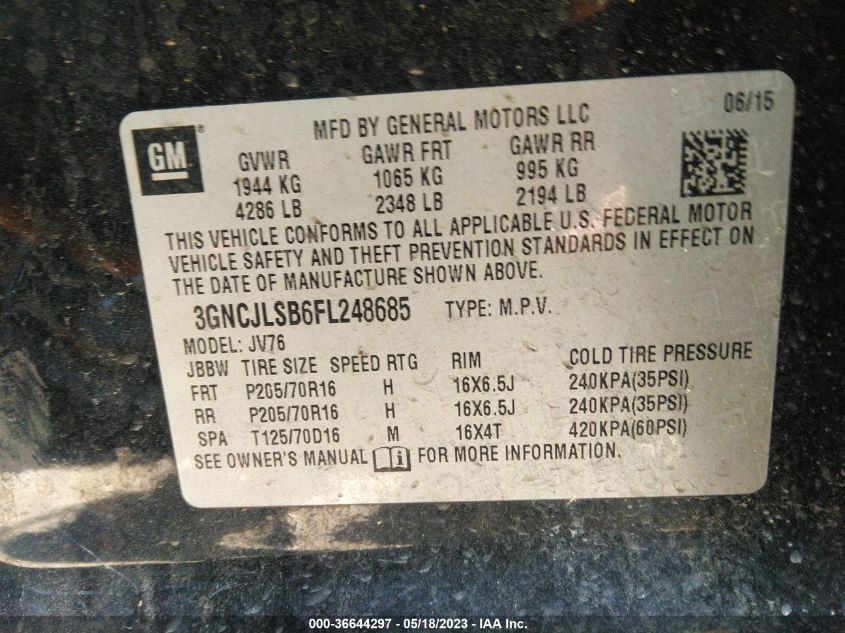 MFD BY GENERAL MOTORS LLC 06/15
GM ®
GVWR GAWR FRT GAWR RR
1944 KG 1065 KG 995 KG
4286 LB 2348 LB 2194 LB
THIS VEHICLE CONFORMS TO ALL APPLICABLE U.S. FEDERAL MOTOR
VEHICLE SAFETY AND THEFT PREVENTION STANDARDS IN EFFECT ON
THE DATE OF MANUFACTURE SHOWN ABOVE.
3GNCJLSB6FL248685 TYPE: M.P.V.
MODEL: JV76
JBBW TIRE SIZE SPEED RTG RIM COLD TIRE PRESSURE
FRT P205/70R16 H 16X6.5J 240KPA(35PSI)
RR P205/70R16 H 16X6.5J 240KPA(35PSI)
SPA T125/70D16 M 16X4T 420KPA(60PSI)
SEE OWNER'S MANUAL i FOR MORE INFORMATION.
000-36644297 - 05/18/2023 - IAA Inc.